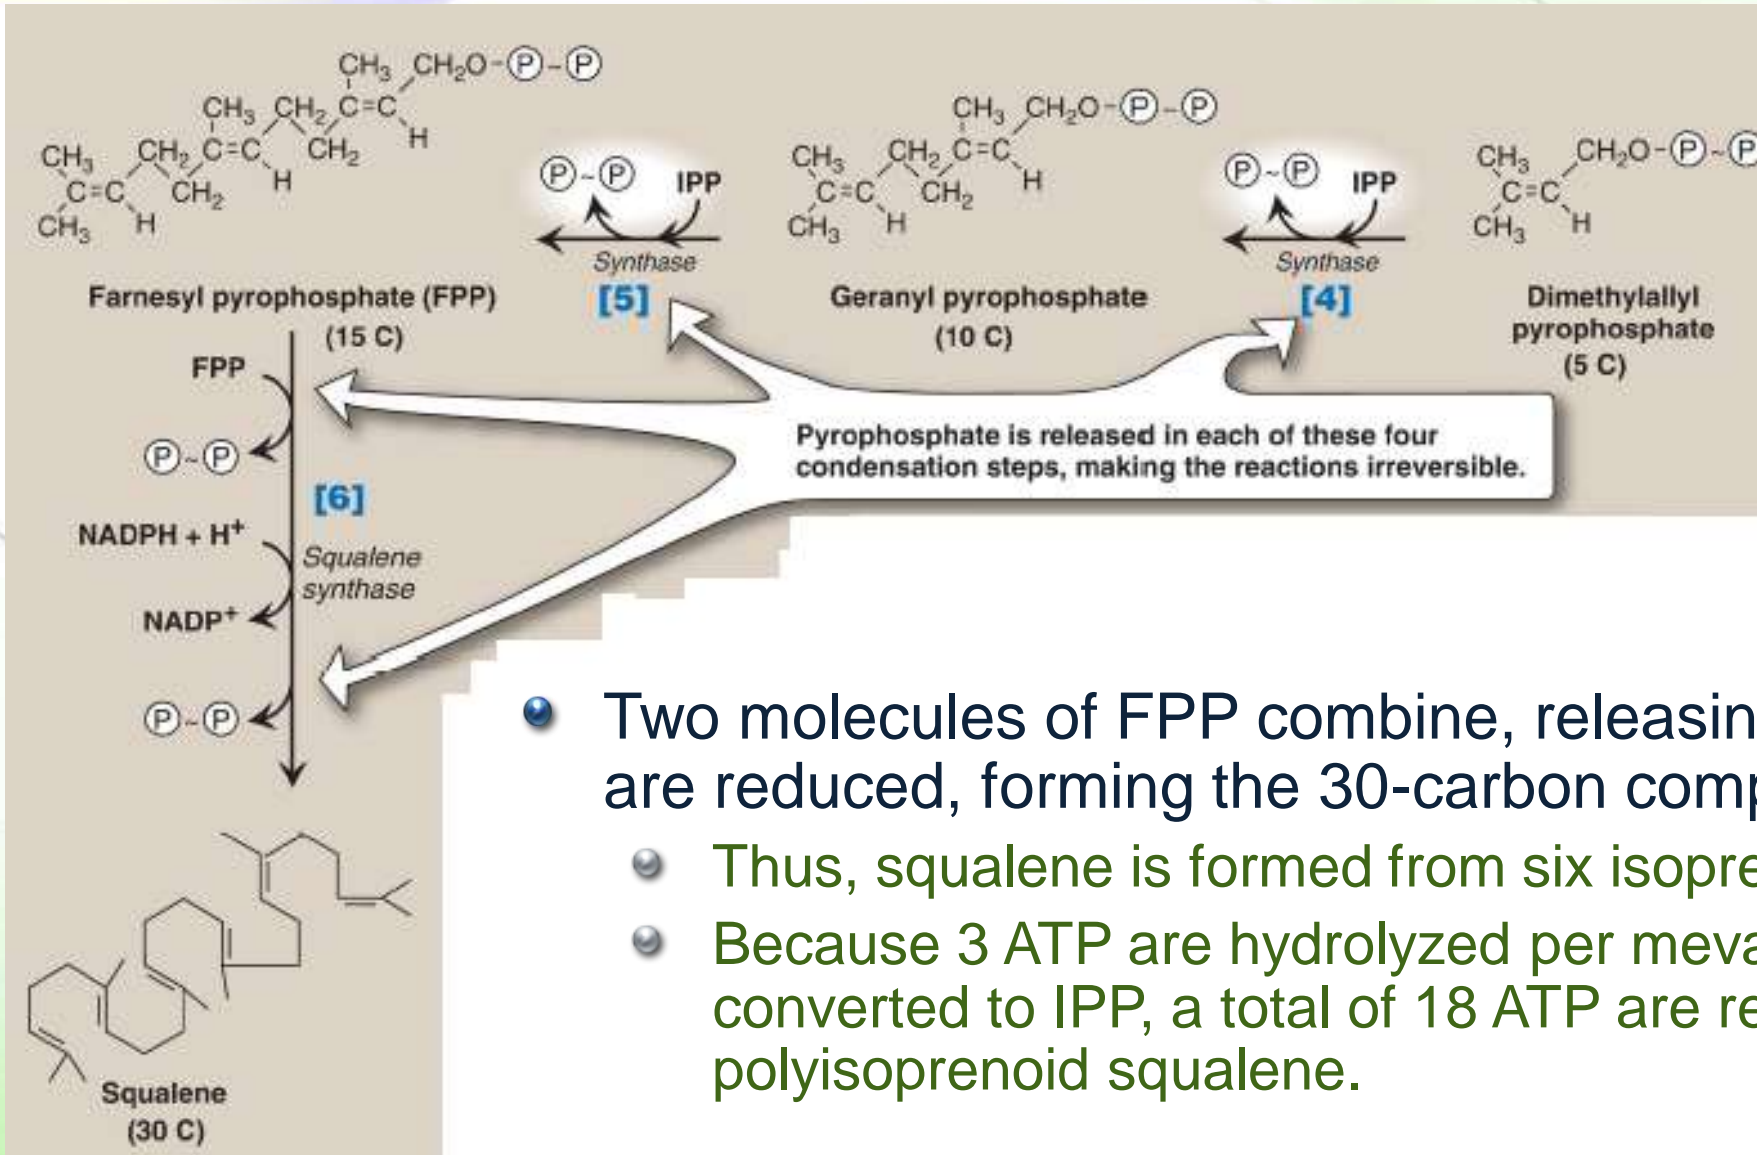 CH₃ CH₂O-Ⓟ~Ⓟ
CH₃ CH₂ C=C
H
CH₃ CH₂ C=C CH₂
H
C=C CH₂
CH₃ H
Farnesyl pyrophosphate (FPP)
(15 C)
Ⓟ~Ⓟ IPP
Synthase
[5]
CH₃ CH₂O-Ⓟ~Ⓟ
CH₃ CH₂ C=C
H
C=C CH₂
CH₃ H
Geranyl pyrophosphate
(10 C)
Ⓟ~Ⓟ IPP
Synthase
[4]
CH₃ CH₂O-Ⓟ~Ⓟ
C=C
CH₃ H
Dimethylallyl
pyrophosphate
(5 C)
Pyrophosphate is released in each of these four
condensation steps, making the reactions irreversible.
FPP
Ⓟ~Ⓟ
[6]
NADPH + H⁺
Squalene
synthase
NADP⁺
Ⓟ~Ⓟ
Squalene
(30 C)
Two molecules of FPP combine, releasin
are reduced, forming the 30-carbon comp
Thus, squalene is formed from six isopre
Because 3 ATP are hydrolyzed per meva
converted to IPP, a total of 18 ATP are re
polyisoprenoid squalene.